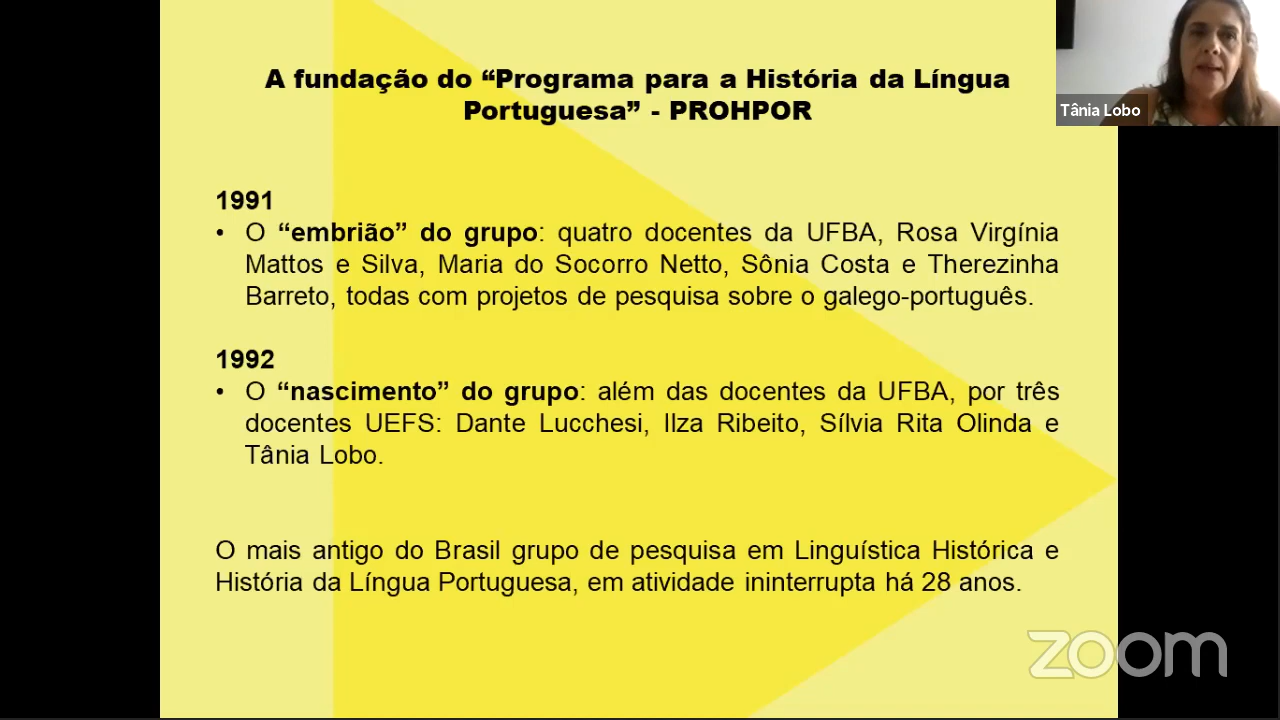 A fundação do “Programa para a História da Língua
Portuguesa” - PROHPOR
Tânia Lobo
1991
• O “embrião” do grupo: quatro docentes da UFBA, Rosa Virgínia
Mattos e Silva, Maria do Socorro Netto, Sônia Costa e Therezinha
Barreto, todas com projetos de pesquisa sobre o galego-português.
1992
• O “nascimento” do grupo: além das docentes da UFBA, por três
docentes UEFS: Dante Lucchesi, Ilza Ribeito, Sílvia Rita Olinda e
Tânia Lobo.
O mais antigo do Brasil grupo de pesquisa em Linguística Histórica e
História da Língua Portuguesa, em atividade ininterrupta há 28 anos.
zoom